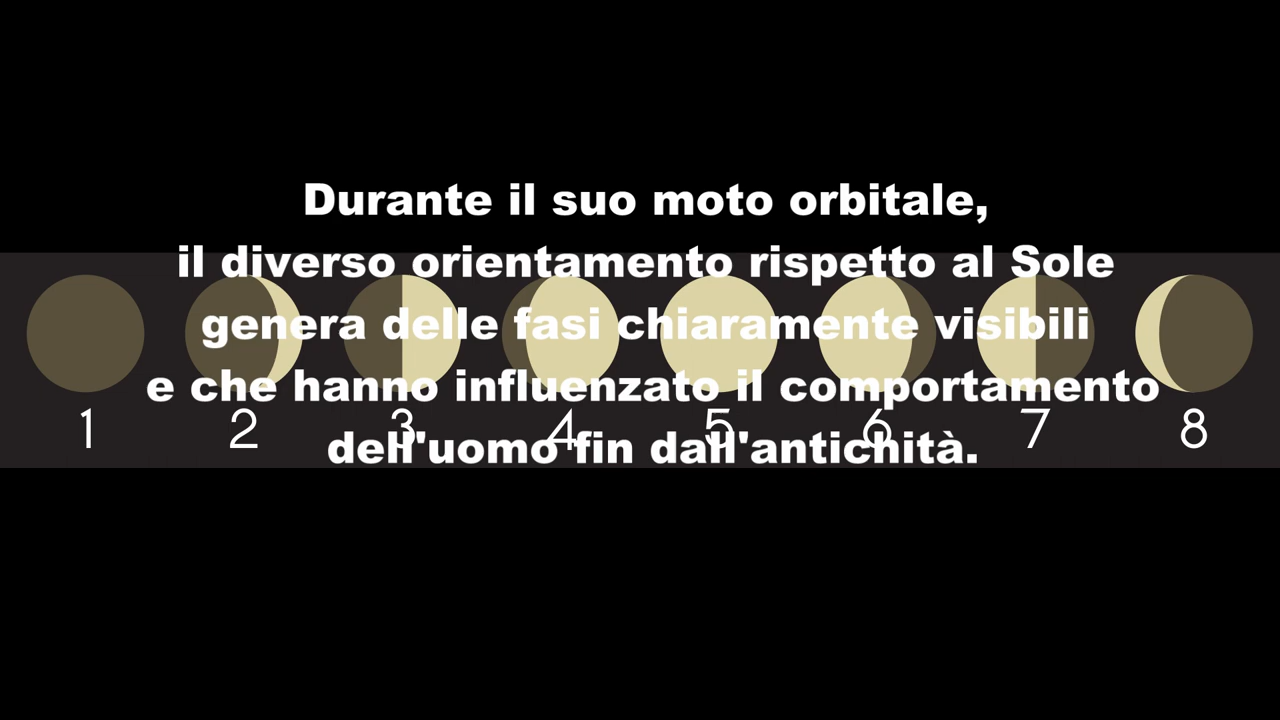 Durante il suo moto orbitale,
il diverso orientamento rispetto al Sole
genera delle fasi chiaramente visibili
e che hanno influenzato il comportamento
dell'uomo fin dall'antichità.
1 2 3 4 5 6 7 8